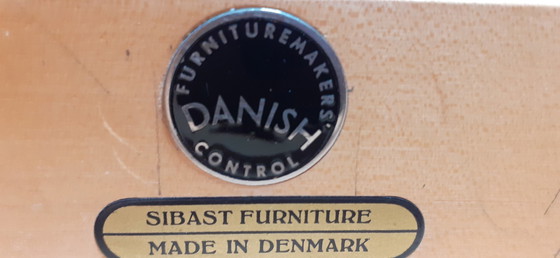 FURNITUREMAKERS'
DANISH
CONTROL
SIBAST FURNITURE
MADE IN DENMARK